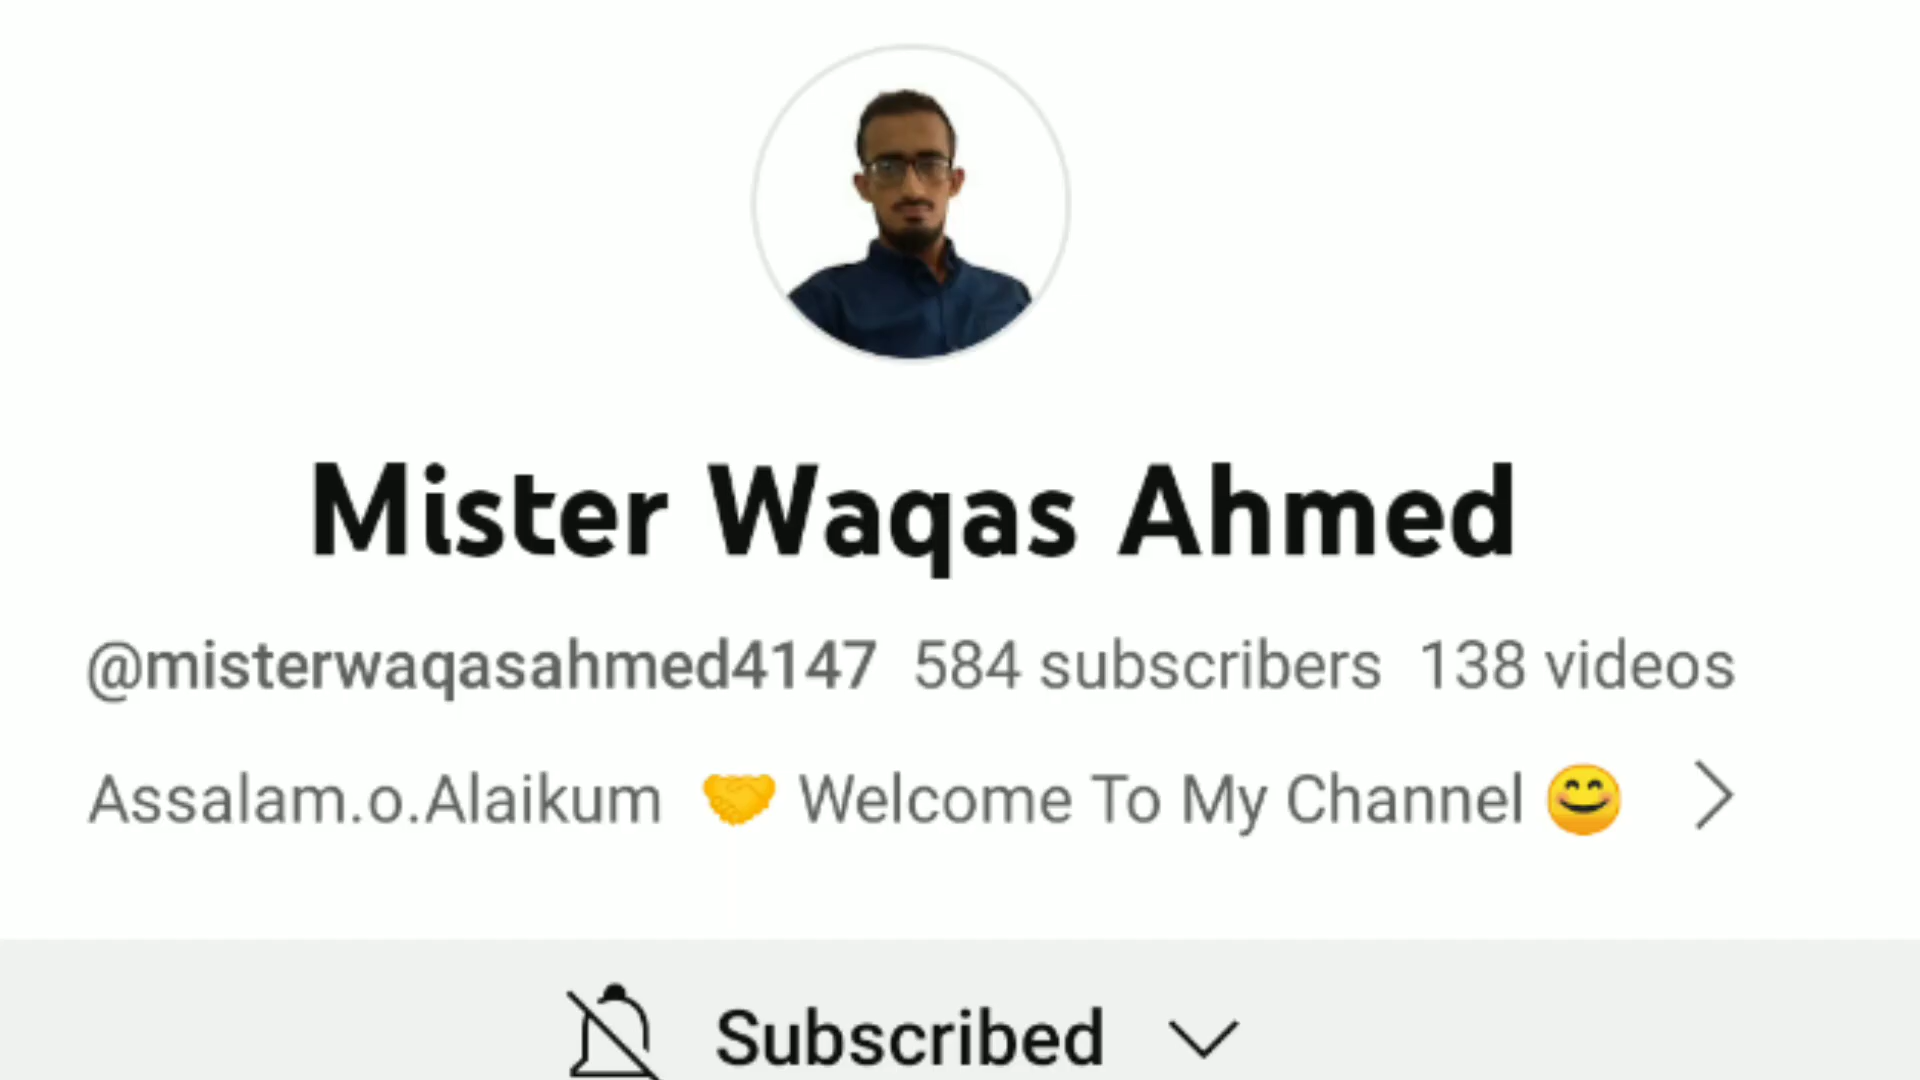 Mister Waqas Ahmed
@misterwaqasahmed4147 584 subscribers 138 videos
Assalam.o.Alaikum 🤝 Welcome To My Channel 😊
Subscribed